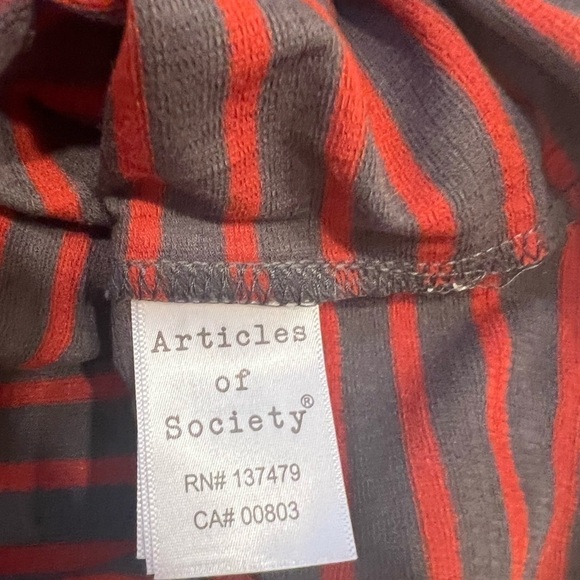 Articles
of
Society®
RN# 137479
CA# 00803